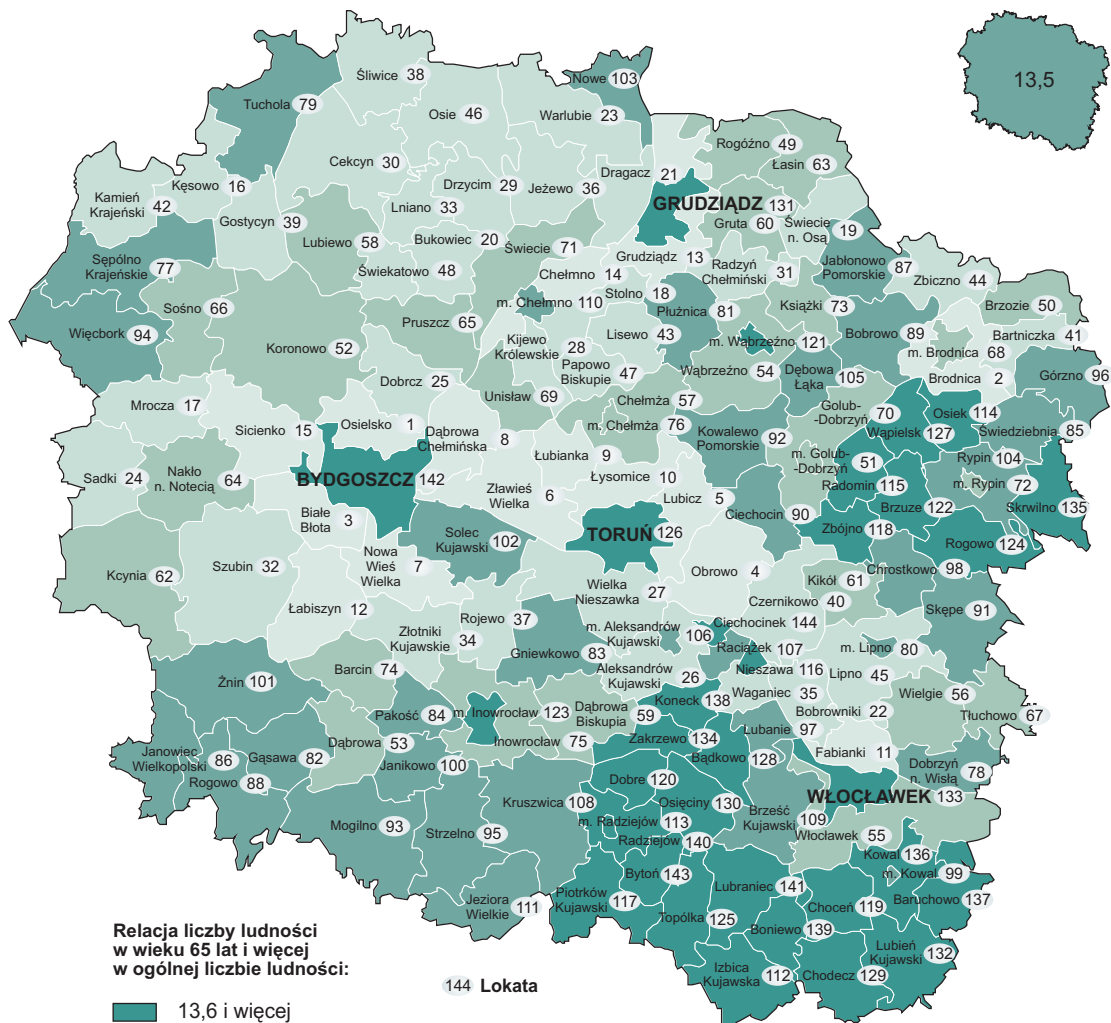 13,5
Śliwice 38
Nowe 103
Tuchola 79
Osie 46
Warlubie 23
Rogóźno 49
Łasin 63
Cekcyn 30
Dragacz 21
Kęsowo 16
Drzycim 29
Jeżewo 36
Kamień
Krajeński 42
Lniano 33
GRUDZIĄDZ 131
Gostycyn 39
Gruta 60
Świecie
n. Osą 19
Lubiewo 58
Bukowiec 20
Świecie 71
Sępólno
Krajeńskie 77
Świekatowo 48
Grudziądz 13
Radzyń
Chełmiński 31
Jabłonowo
Pomorskie 87
Chełmno 14
Zbiczno 44
Sośno 66
m. Chełmno 110
Stolno 18
Książki 73
Brzozie 50
Więcbork 94
Pruszcz 65
Płużnica 81
Bobrowo 89
Bartniczka 41
Koronowo 52
Kijewo
Królewskie 28
Lisewo 43
m. Wąbrzeźno 121
m. Brodnica 68
Papowo
Biskupie 47
Wąbrzeźno 54
Dębowa
Łąka 105
Brodnica 2
Górzno 96
Dobrcz 25
Unisław 69
Chełmża 57
Mrocza 17
Golub-
-Dobrzyń 70
Osiek 114
Sicienko 15
Osielsko 1
Dąbrowa
Chełmińska 8
m. Chełmża 76
Kowalewo
Pomorskie 92
Wąpielsk 127
Świedziebnia 85
Łubianka 9
m. Golub-
-Dobrzyń 51
Rypin 104
Sadki 24
Nakło
n. Notecią 64
BYDGOSZCZ 142
Łysomice 10
Radomin 115
m. Rypin 72
Zławieś
Wielka 6
Lubicz 5
Brzuze 122
Skrwilno 135
Białe
Błota 3
Ciechocin 90
Zbójno 118
Solec
Kujawski 102
TORUŃ 126
Rogowo 124
Kcynia 62
Szubin 32
Nowa
Wieś
Wielka 7
Obrowo 4
Kikół 61
Chrostkowo 98
Wielka
Nieszawka 27
Czernikowo 40
Skępe 91
Łabiszyn 12
Rojewo 37
Ciechocinek 144
Złotniki
Kujawskie 34
m. Aleksandrów
Kujawski 106
Raciążek 107
m. Lipno 80
Gniewkowo 83
Barcin 74
Aleksandrów
Kujawski 26
Nieszawa 116
Lipno 45
Żnin 101
Waganiec 35
Wielgie 56
Koneck 138
Bobrowniki 22
Tłuchowo 67
Pakość 84
m. Inowrocław 123
Dąbrowa
Biskupia 59
Lubanie 97
Dąbrowa 53
Inowrocław 75
Zakrzewo 134
Fabianki 11
Janowiec
Wielkopolski 86
Gąsawa 82
Janikowo 100
Bądkowo 128
Dobrzyń
n. Wisłą 78
Rogowo 88
Dobre 120
WŁOCŁAWEK 133
Kruszwica 108
Osięciny 130
Brześć
Kujawski 109
Mogilno 93
m. Radziejów 113
Włocławek 55
Strzelno 95
Radziejów 140
Kowal 136
m. Kowal 99
Bytoń 143
Lubraniec 141
Jeziora
Wielkie 111
Piotrków
Kujawski 117
Choceń 119
Baruchowo 137
Topólka 125
Boniewo 139
Lubień
Kujawski 132
Izbica
Kujawska 112
Chodecz 129
Relacja liczby ludności
w wieku 65 lat i więcej
w ogólnej liczbie ludności:
144 Lokata
13,6 i więcej